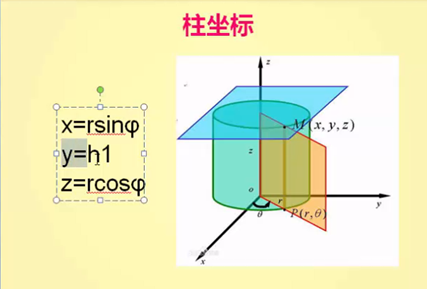 柱坐标
x=rsinφ
y=h1
z=rcosφ
z
M(x, y, z)
z
o
r
P(r, θ)
θ
y
x